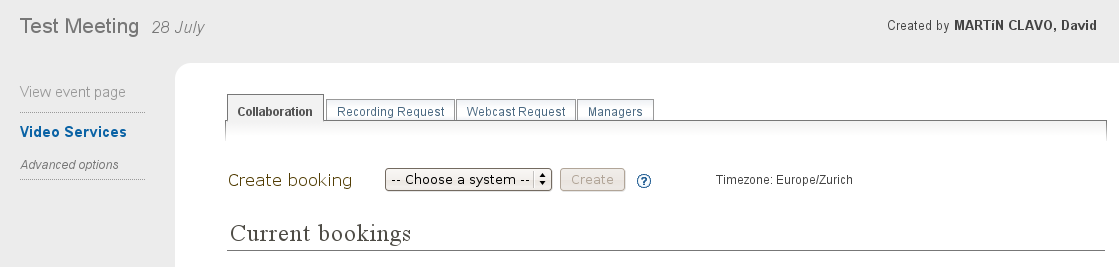 Test Meeting 28 July
Created by MARTíN CLAVO, David
View event page
Video Services
Advanced options
Collaboration
Recording Request
Webcast Request
Managers
Create booking
-- Choose a system --
Create
?
Timezone: Europe/Zurich
Current bookings